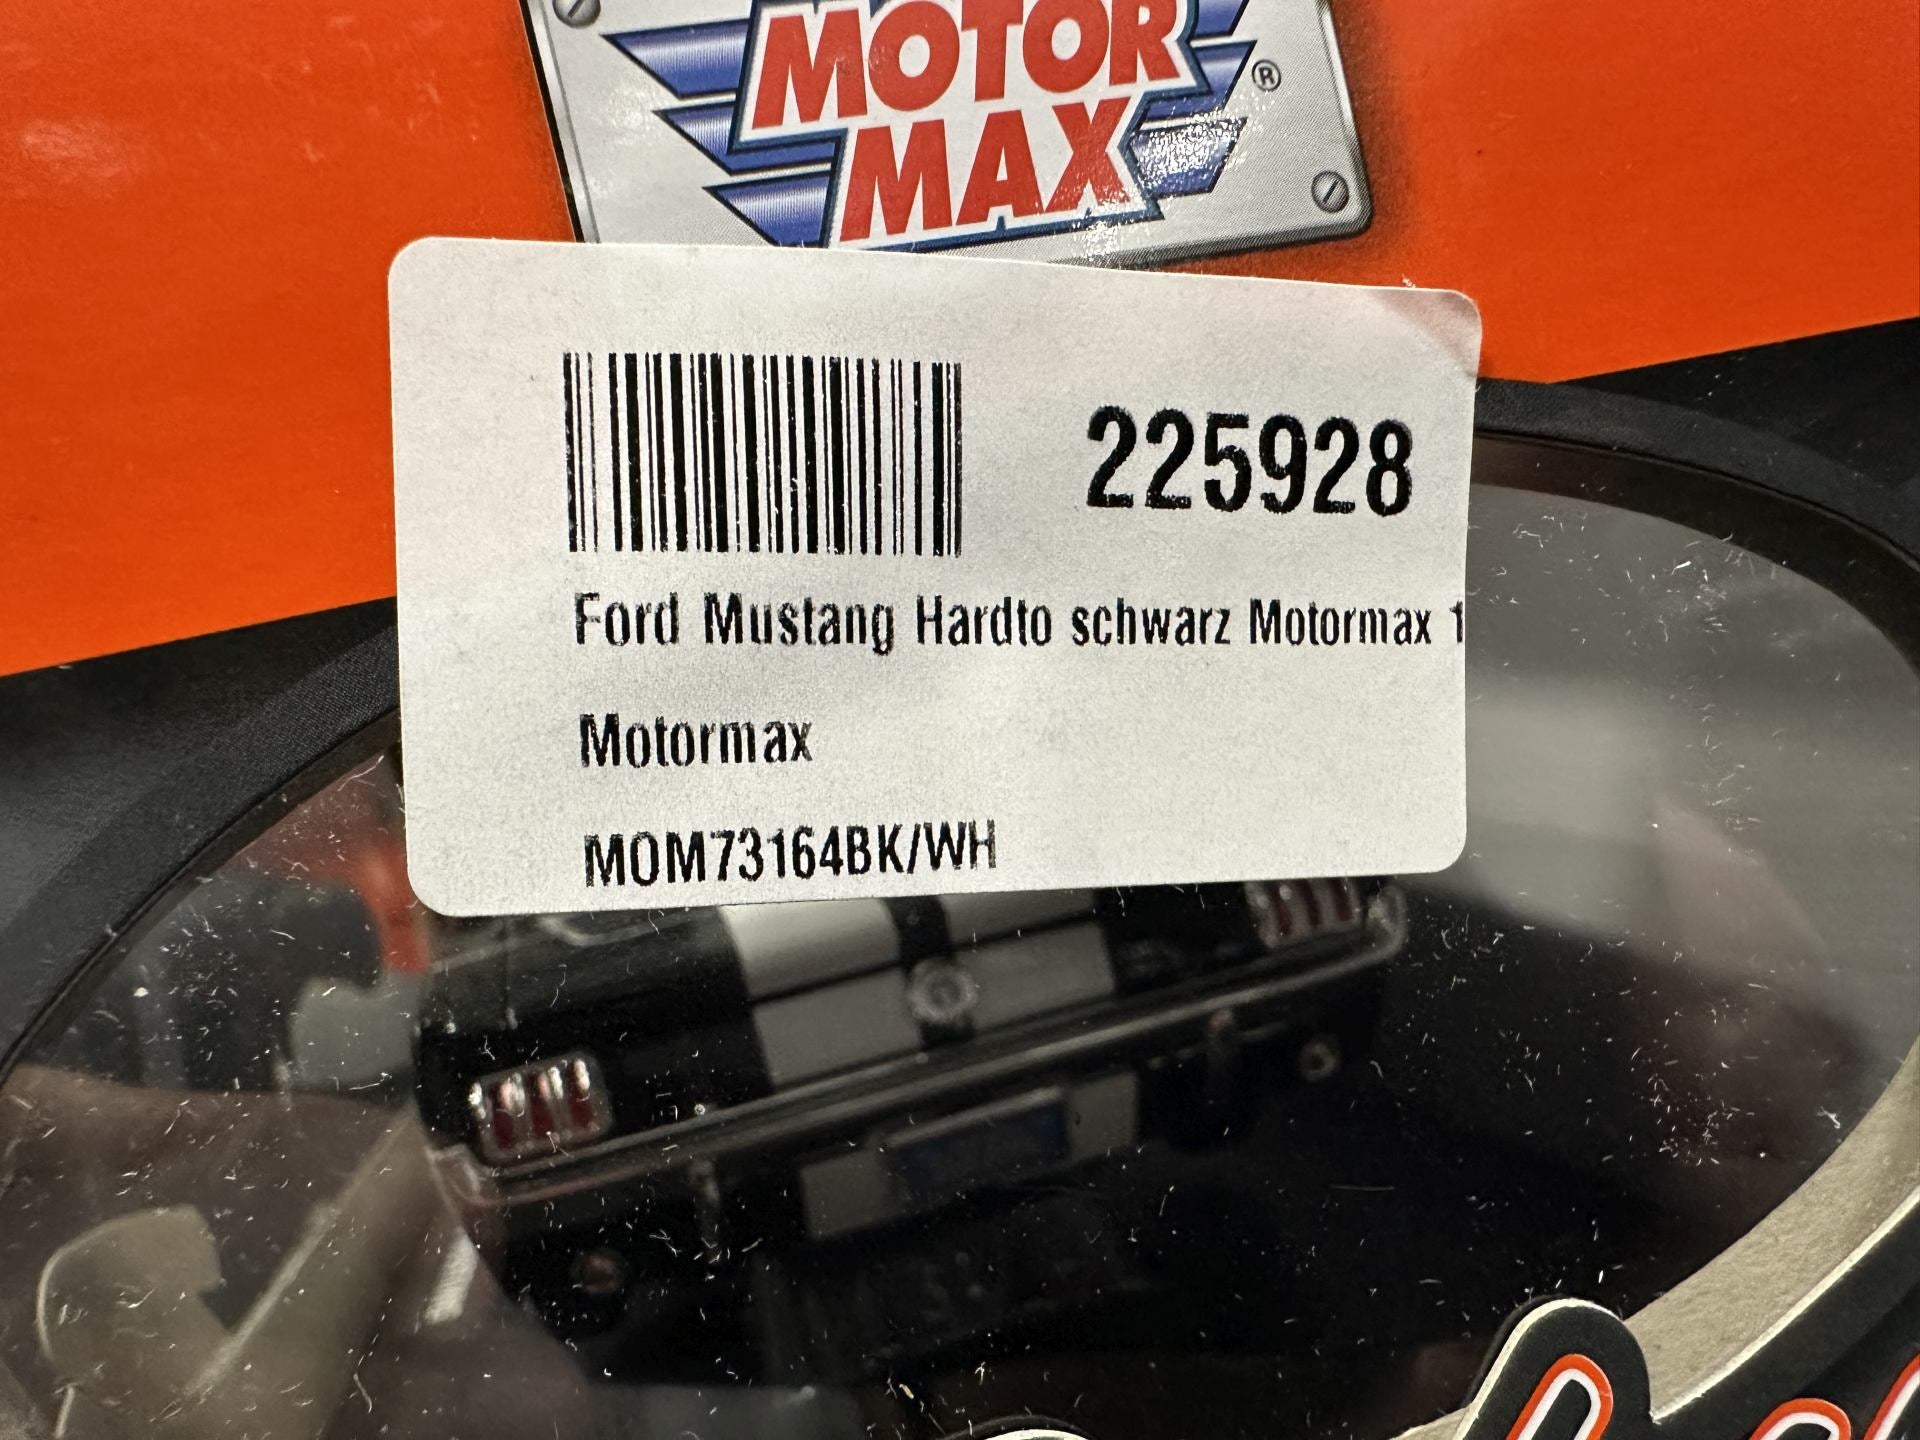 MOTOR
MAX
®
225928
Ford Mustang Hardto schwarz Motormax 1
Motormax
MOM73164BK/WH